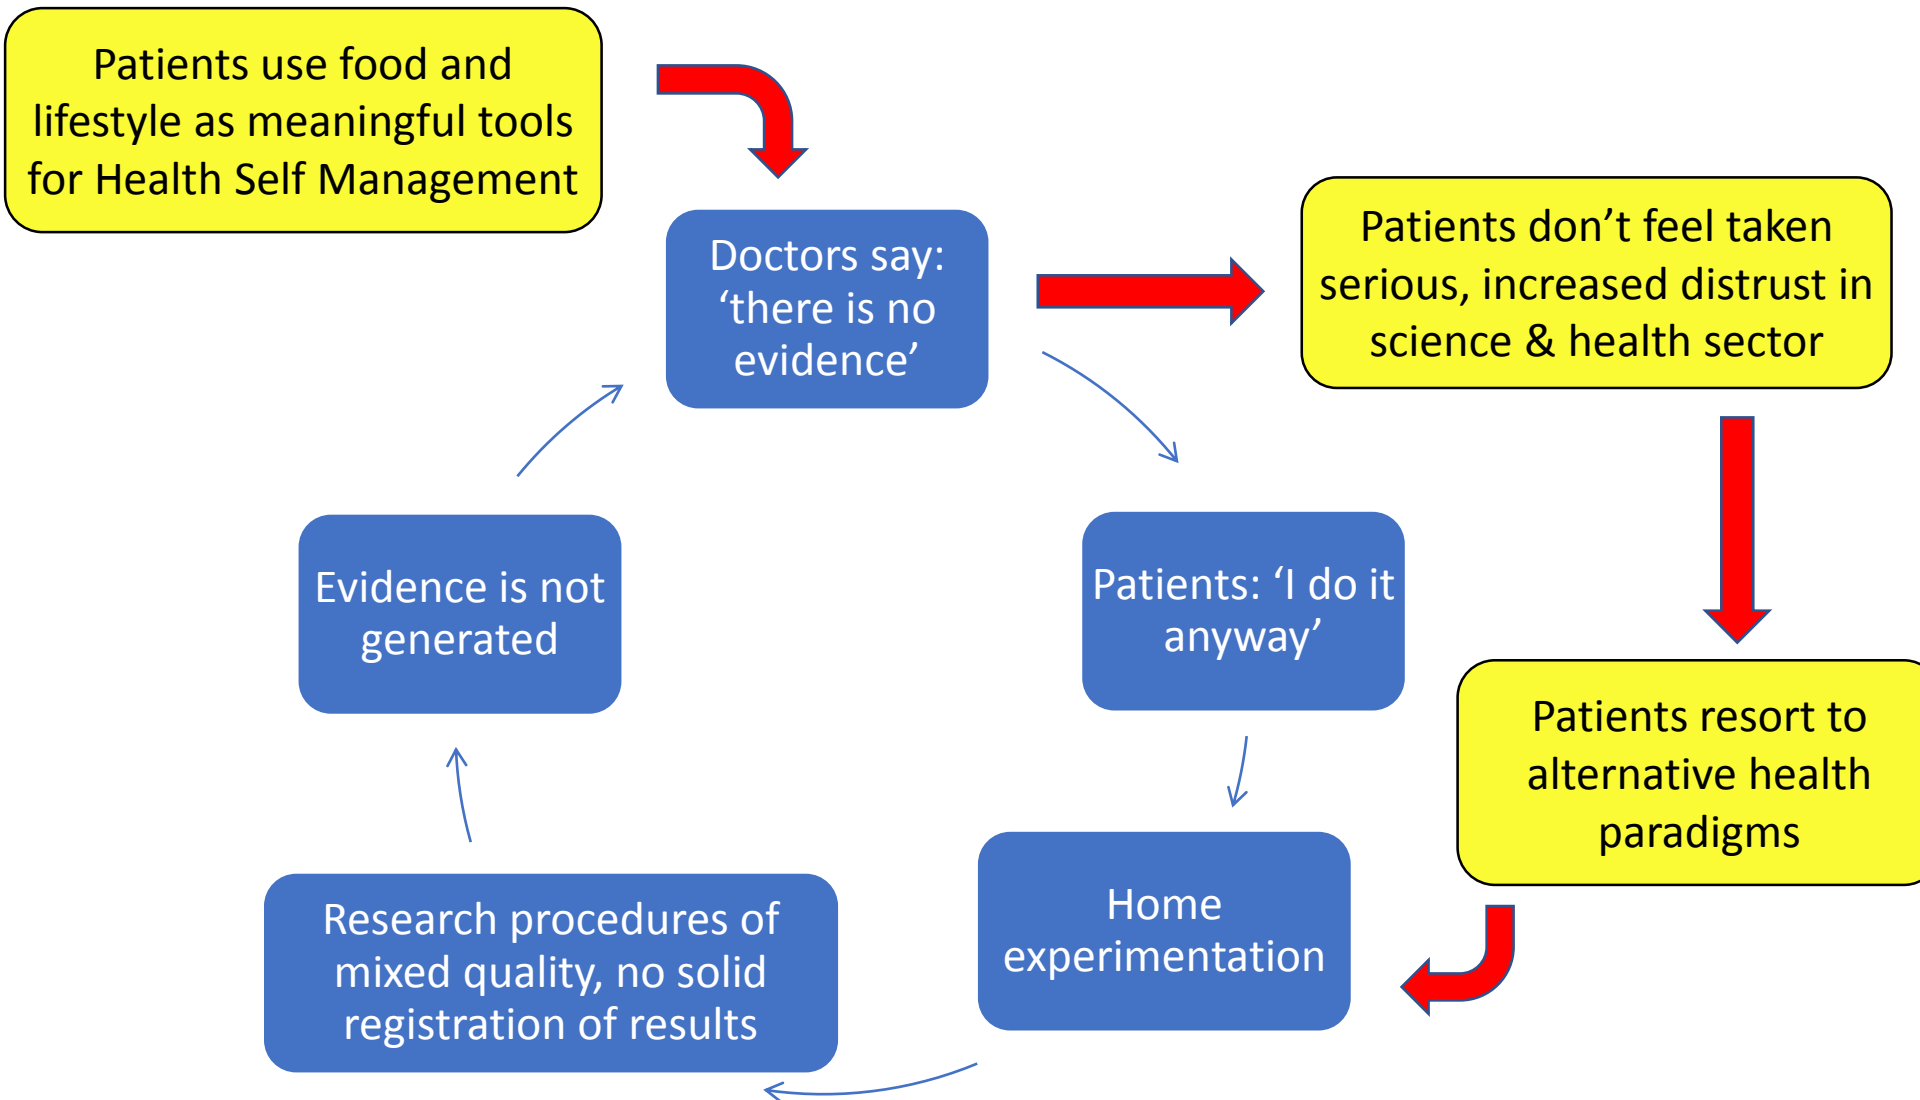 Patients use food and
lifestyle as meaningful tools
for Health Self Management
Doctors say:
‘there is no
evidence’
Patients don’t feel taken
serious, increased distrust in
science & health sector
Evidence is not
generated
Patients: ‘I do it
anyway’
Patients resort to
alternative health
paradigms
Home
experimentation
Research procedures of
mixed quality, no solid
registration of results